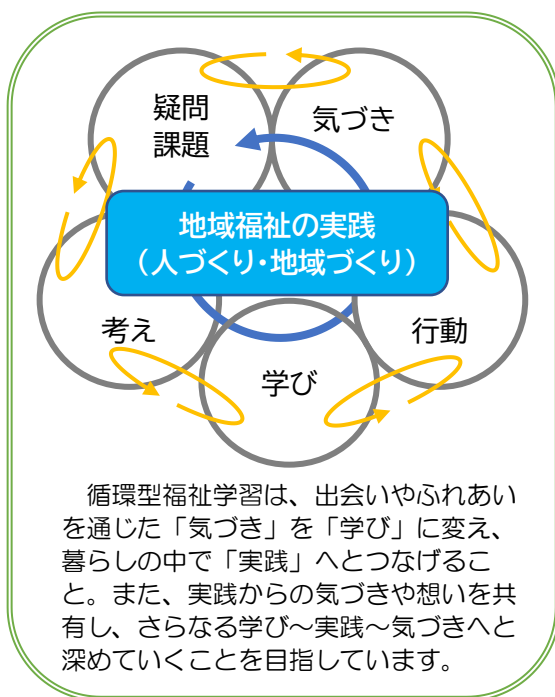 疑問
課題
気づき
地域福祉の実践
（人づくり・地域づくり）
考え
行動
学び
循環型福祉学習は、出会いやふれあい
を通じた「気づき」を「学び」に変え、
暮らしの中で「実践」へとつなげるこ
と。また、実践からの気づきや想いを共
有し、さらなる学び～実践～気づきへと
深めていくことを目指しています。